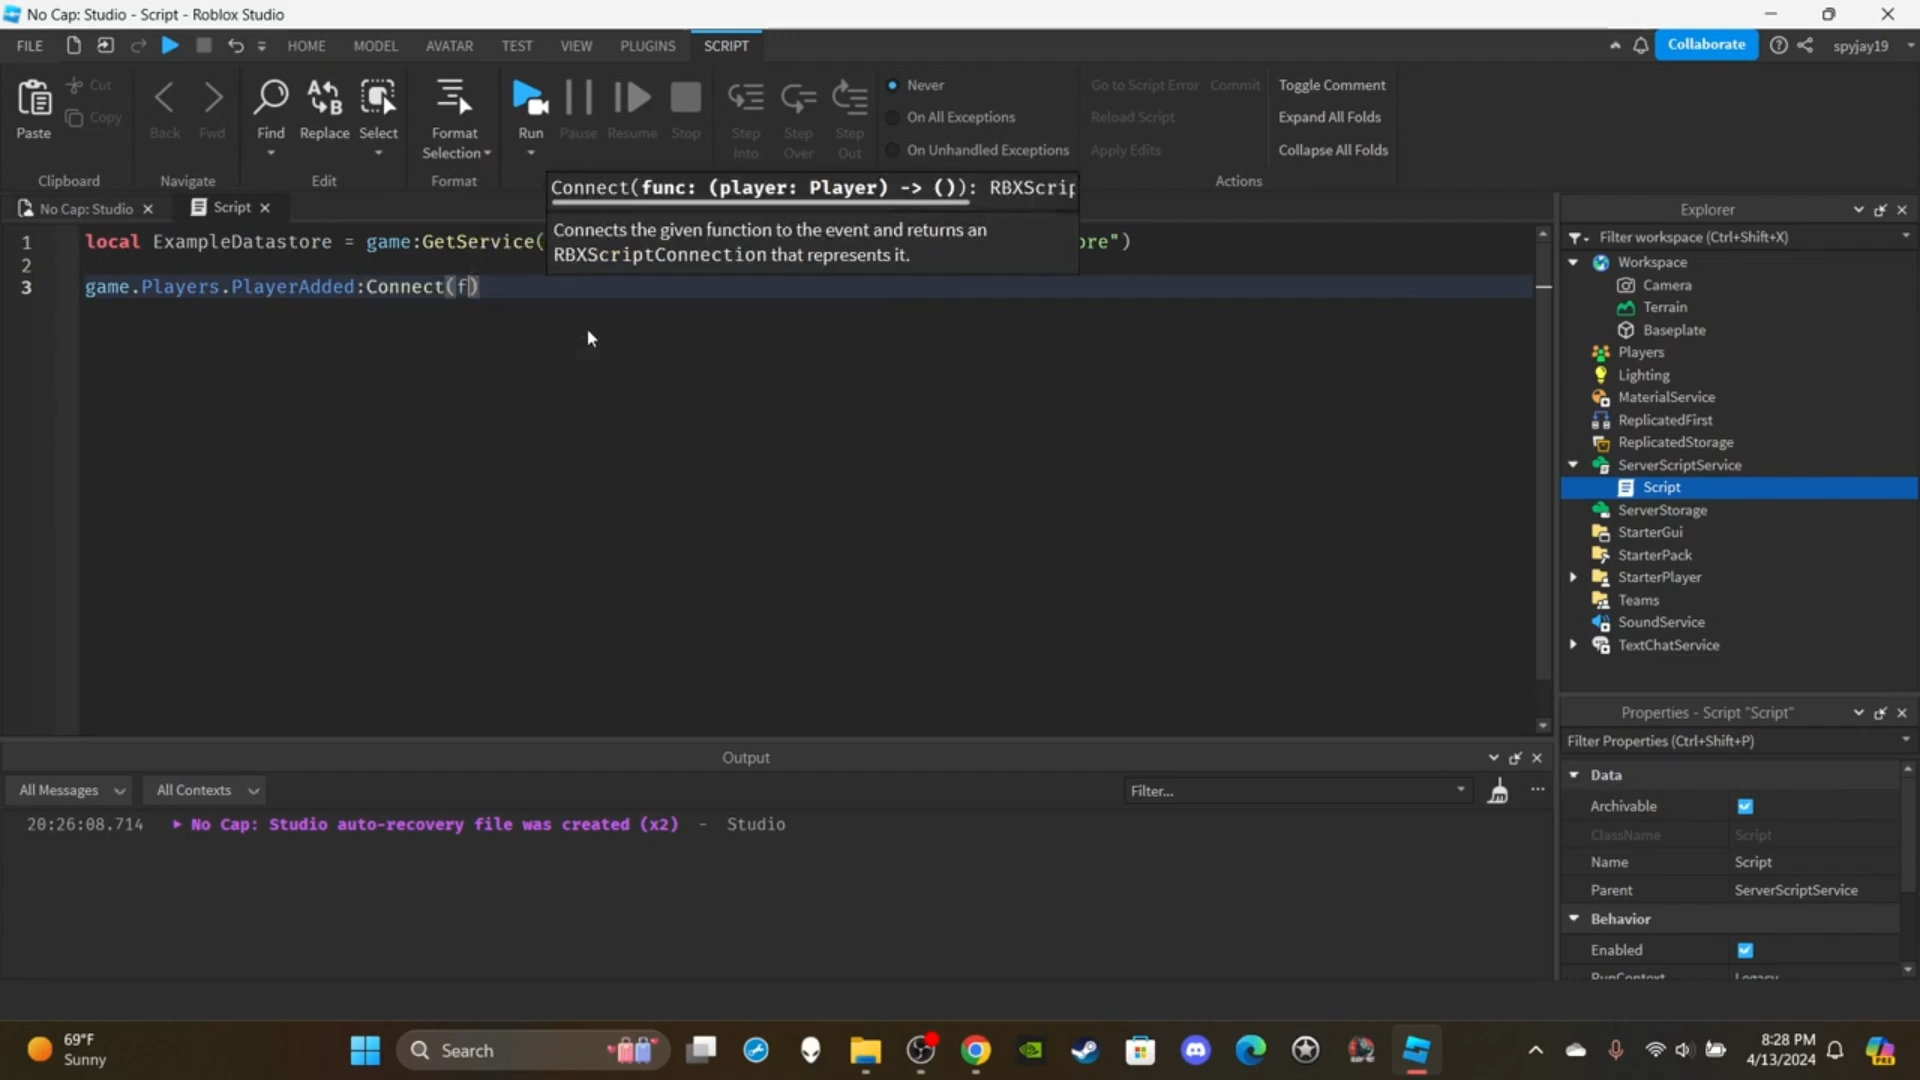 No Cap: Studio - Script - Roblox Studio
FILE HOME MODEL AVATAR TEST VIEW PLUGINS SCRIPT Collaborate spyjay19
Paste Cut Copy
Back Fwd
Find Replace Select
Format Selection
Run Pause Resume Stop
Step Into Step Over Step Out
Never
On All Exceptions
On Unhandled Exceptions
Go to Script Error Commit
Reload Script
Apply Edits
Toggle Comment
Expand All Folds
Collapse All Folds
Clipboard Navigate Edit Format Actions
Connect(func: (player: Player) -> ()): RBXScrip
Connects the given function to the event and returns an
RBXScriptConnection that represents it.
No Cap: Studio Script
1 local ExampleDatastore = game:GetService( ore")
2
3 game.Players.PlayerAdded:Connect(f)
Explorer
Filter workspace (Ctrl+Shift+X)
Workspace
Camera
Terrain
Baseplate
Players
Lighting
MaterialService
ReplicatedFirst
ReplicatedStorage
ServerScriptService
Script
ServerStorage
StarterGui
StarterPack
StarterPlayer
Teams
SoundService
TextChatService
Properties - Script "Script"
Filter Properties (Ctrl+Shift+P)
Data
Archivable
ClassName Script
Name Script
Parent ServerScriptService
Behavior
Enabled
RunContext Legacy
Output
All Messages All Contexts Filter...
20:26:08.714 No Cap: Studio auto-recovery file was created (x2) - Studio
69°F
Sunny
Search
8:28 PM
4/13/2024
PRE